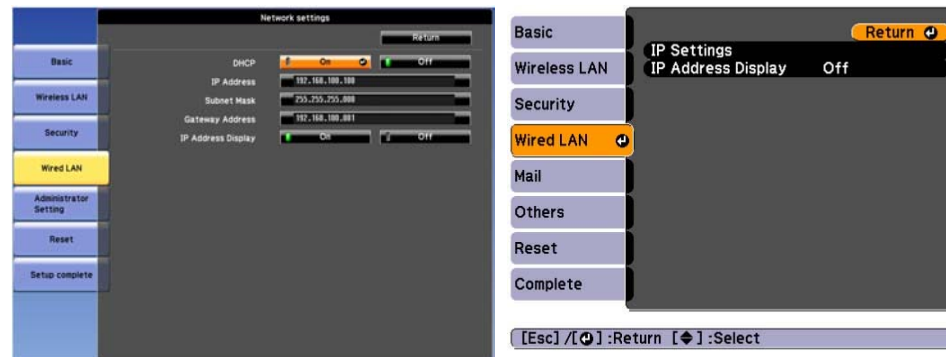 Network settings
Return
Basic
Wireless LAN
Security
Wired LAN
Administrator
Setting
Reset
Setup complete
DHCP On Off
IP Address 192.168.100.100
Subnet Mask 255.255.255.000
Gateway Address 192.168.100.001
IP Address Display On Off
Basic
Wireless LAN
Security
Wired LAN
Mail
Others
Reset
Complete
Return
IP Settings
IP Address Display Off
[Esc] /[ ] :Return [ ] :Select